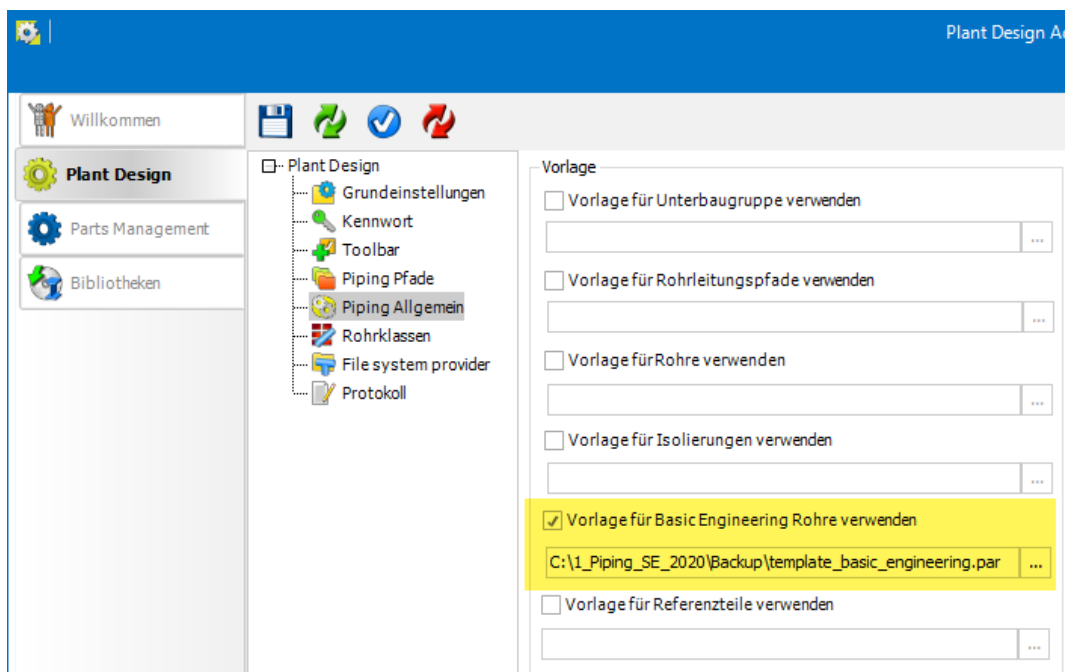 Plant Design A
Willkommen
Plant Design
Parts Management
Bibliotheken
Plant Design
Grundeinstellungen
Kennwort
Toolbar
Piping Pfade
Piping Allgemein
Rohrklassen
File system provider
Protokoll
Vorlage
Vorlage für Unterbaugruppe verwenden
...
Vorlage für Rohrleitungspfade verwenden
...
Vorlage für Rohre verwenden
...
Vorlage für Isolierungen verwenden
...
Vorlage für Basic Engineering Rohre verwenden
C:\1_Piping_SE_2020\Backup\template_basic_engineering.par ...
Vorlage für Referenzteile verwenden
...